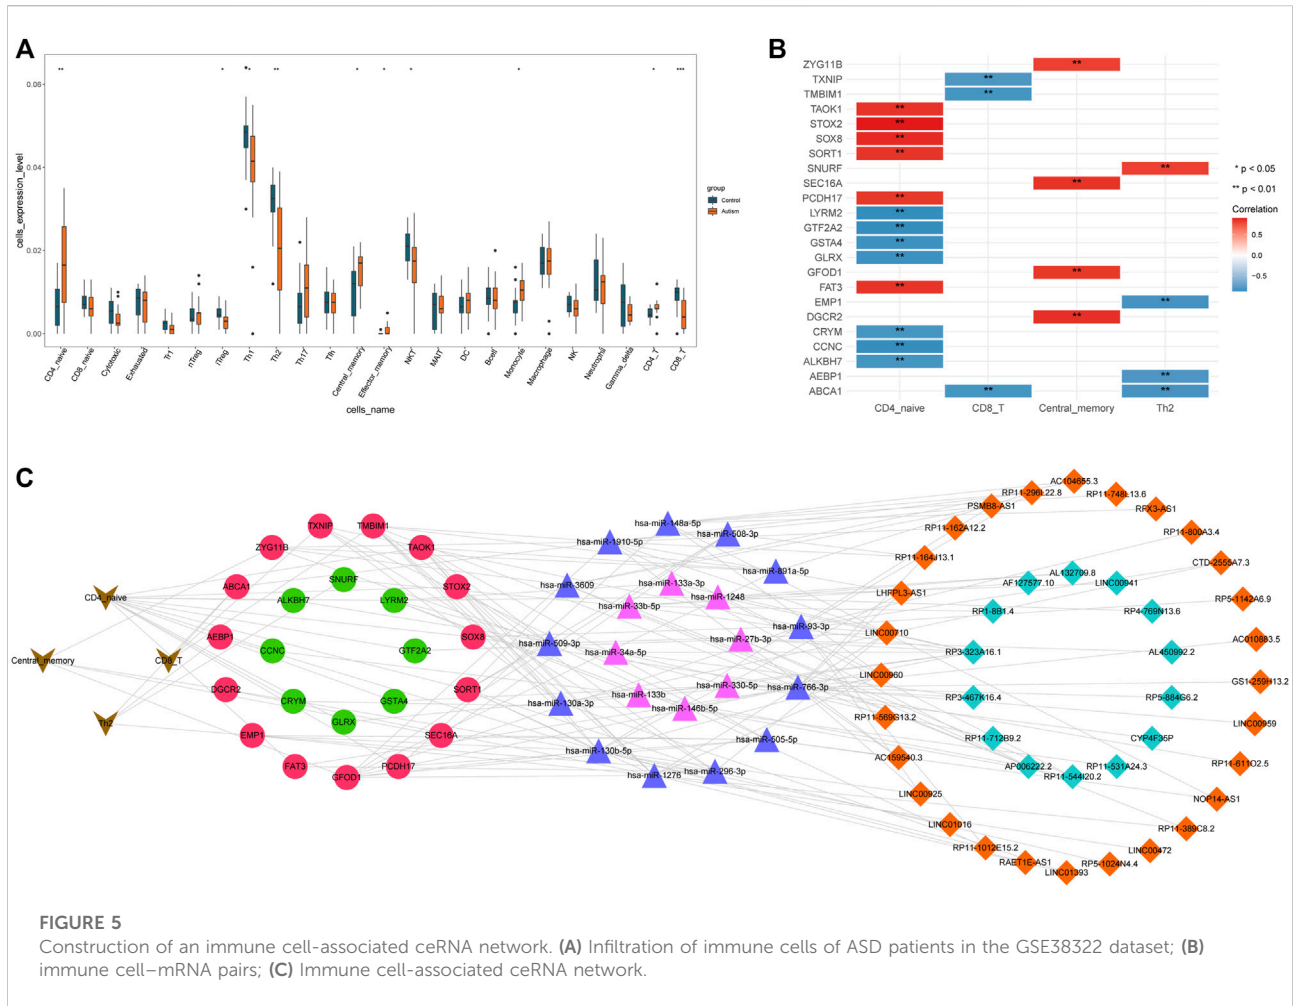 A
** * ** * * * * * * * ***
0.08
0.04
0.02
0.00
cells_expression_level
CD4_naive
CD8_naive
Cytotoxic
Exhausted
Tr1
nTreg
iTreg
Th1
Th2
Th17
Tfh
Central_memory
Effector_memory
NKT
MAIT
DC
Bcell
Monocyte
Macrophage
NK
Neutrophil
Gamma_delta
CD4_T
CD8_T
cells_name
group
Control
Autism
B
ZYG11B **
TXNIP **
TMBIM1 **
TAOK1 **
STOX2 **
SOX8 **
SORT1 **
SNURF **
SEC16A **
PCDH17 **
LYRM2 **
GTF2A2 **
GSTA4 **
GLRX **
GFOD1 **
FAT3 **
EMP1 **
DGCR2 **
CRYM **
CCNC **
ALKBH7 **
AEBP1 **
ABCA1 ** **
CD4_naive CD8_T Central_memory Th2
* p < 0.05
** p < 0.01
Correlation
0.5
0.0
−0.5
C
CD4_naive
Central_memory
CD8_T
Th2
TXNIP
TMBIM1
ZYG11B
TAOK1
ABCA1
STOX2
AEBP1
SOX8
DGCR2
SORT1
EMP1
SEC16A
FAT3
GFOD1
PCDH17
SNURF
ALKBH7
LYRM2
CCNC
GTF2A2
CRYM
GSTA4
GLRX
hsa-miR-148a-5p
hsa-miR-1910-5p
hsa-miR-508-3p
hsa-miR-3609
hsa-miR-891a-5p
hsa-miR-133a-3p
hsa-miR-33b-5p
hsa-miR-1248
hsa-miR-509-3p
hsa-miR-93-3p
hsa-miR-34a-5p
hsa-miR-27b-3p
hsa-miR-133b
hsa-miR-330-5p
hsa-miR-766-3p
hsa-miR-130a-3p
hsa-miR-146b-5p
hsa-miR-130b-5p
hsa-miR-505-5p
hsa-miR-1276
hsa-miR-296-3p
AC104655.3
RP11-296L22.8
RP11-748L13.6
PSMB8-AS1
RFX3-AS1
RP11-162A12.2
RP11-800A3.4
RP11-164J13.1
CTD-2555A7.3
LHFPL3-AS1
RP5-1142A6.9
LINC00710
AC010883.5
LINC00960
GS1-259H13.2
RP11-569G13.2
LINC00959
AC159540.3
RP11-611O2.5
LINC00925
NOP14-AS1
LINC01016
RP11-389C8.2
RP11-1012E15.2
LINC00472
RAET1E-AS1
RP5-1024N4.4
LINC01393
AL132709.8
AF127577.10
LINC00941
RP1-8B1.4
RP4-769N13.6
RP3-323A16.1
AL450992.2
RP3-467K16.4
RP5-884G6.2
RP11-712B9.2
CYP4F35P
AP006222.2
RP11-531A24.3
RP11-544I20.2
FIGURE 5
Construction of an immune cell-associated ceRNA network. (A) Infiltration of immune cells of ASD patients in the GSE38322 dataset; (B)
immune cell–mRNA pairs; (C) Immune cell-associated ceRNA network.